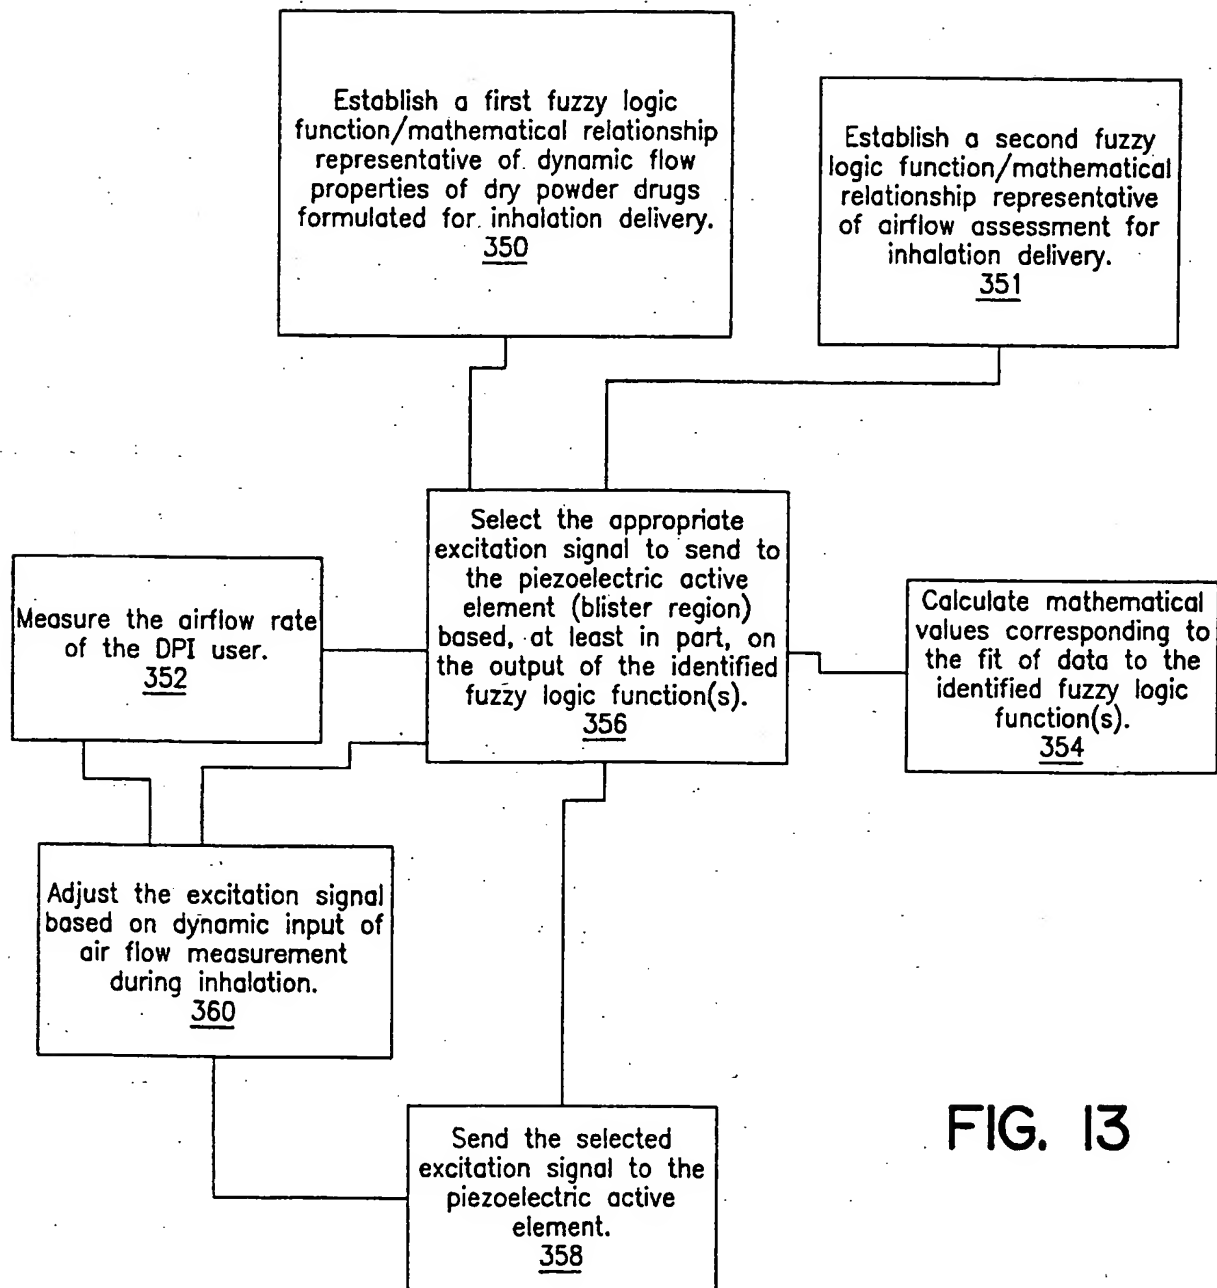 Establish a first fuzzy logic
function/mathematical relationship
representative of dynamic flow
properties of dry powder drugs
formulated for inhalation delivery.
350
Establish a second fuzzy
logic function/mathematical
relationship representative
of airflow assessment for
inhalation delivery.
351
Select the appropriate
excitation signal to send to
the piezoelectric active
element (blister region)
based, at least in part, on
the output of the identified
fuzzy logic function(s).
356
Measure the airflow rate
of the DPI user.
352
Calculate mathematical
values corresponding to
the fit of data to the
identified fuzzy logic
function(s).
354
Adjust the excitation signal
based on dynamic input of
air flow measurement
during inhalation.
360
Send the selected
excitation signal to the
piezoelectric active
element.
358
FIG. 13